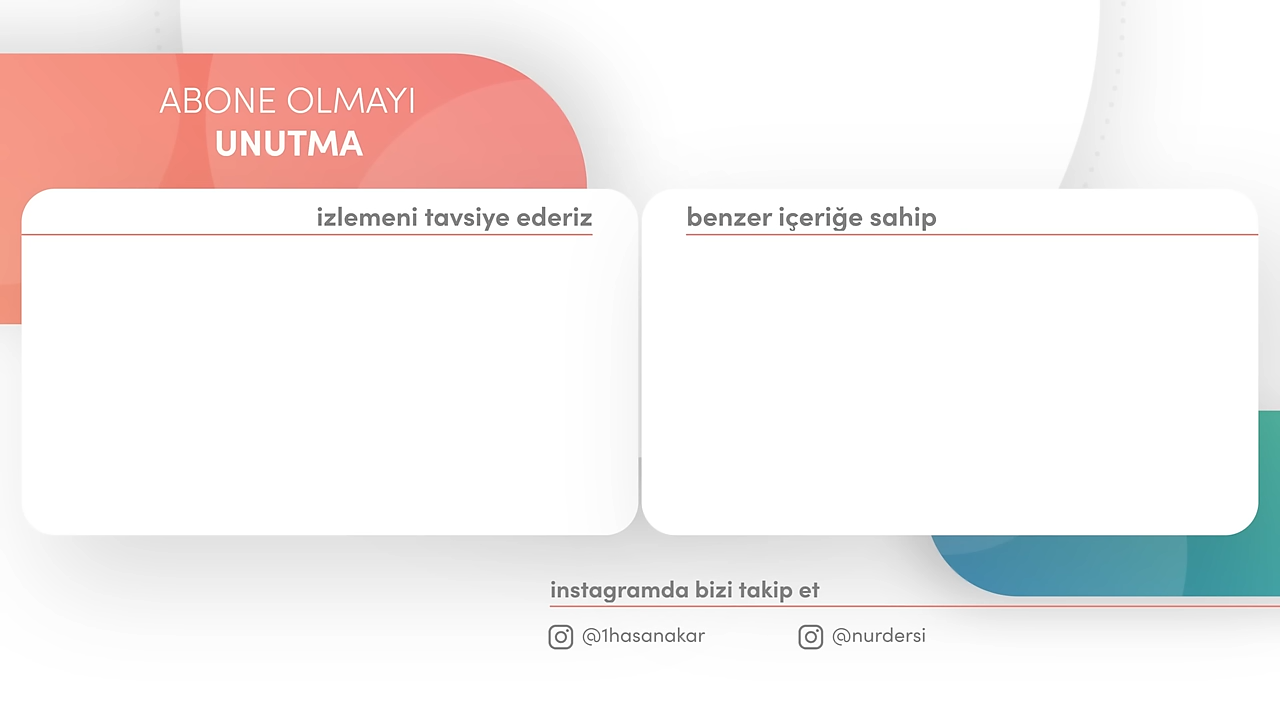 ABONE OLMAYI
UNUTMA
izlemeni tavsiye ederiz
benzer içeriğe sahip
instagramda bizi takip et
@1hasanakar
@nurdersi